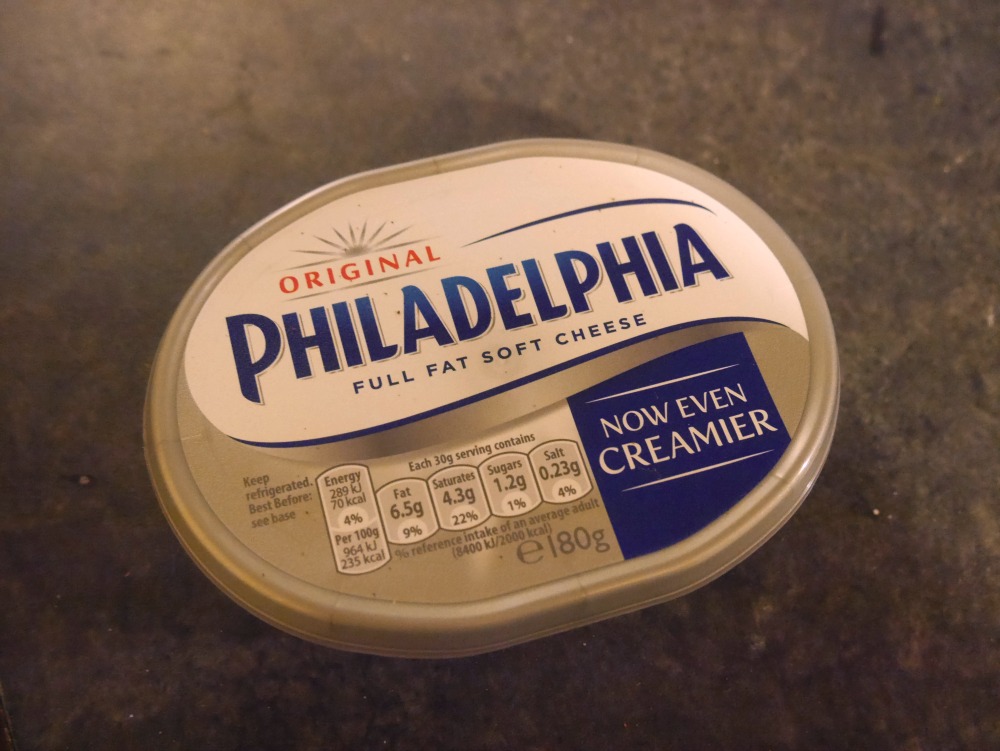 ORIGINAL
PHILADELPHIA
FULL FAT SOFT CHEESE
NOW EVEN
CREAMIER
Keep
refrigerated.
Best Before:
see base
Each 30g serving contains
Energy
289 kJ
70 kcal
4%
Per 100g
964 kJ
235 kcal
Fat
6.5g
9%
Saturates
4.3g
22%
Sugars
1.2g
1%
Salt
0.23g
4%
% reference intake of an average adult
(8400 kJ/2000 kcal)
e180g